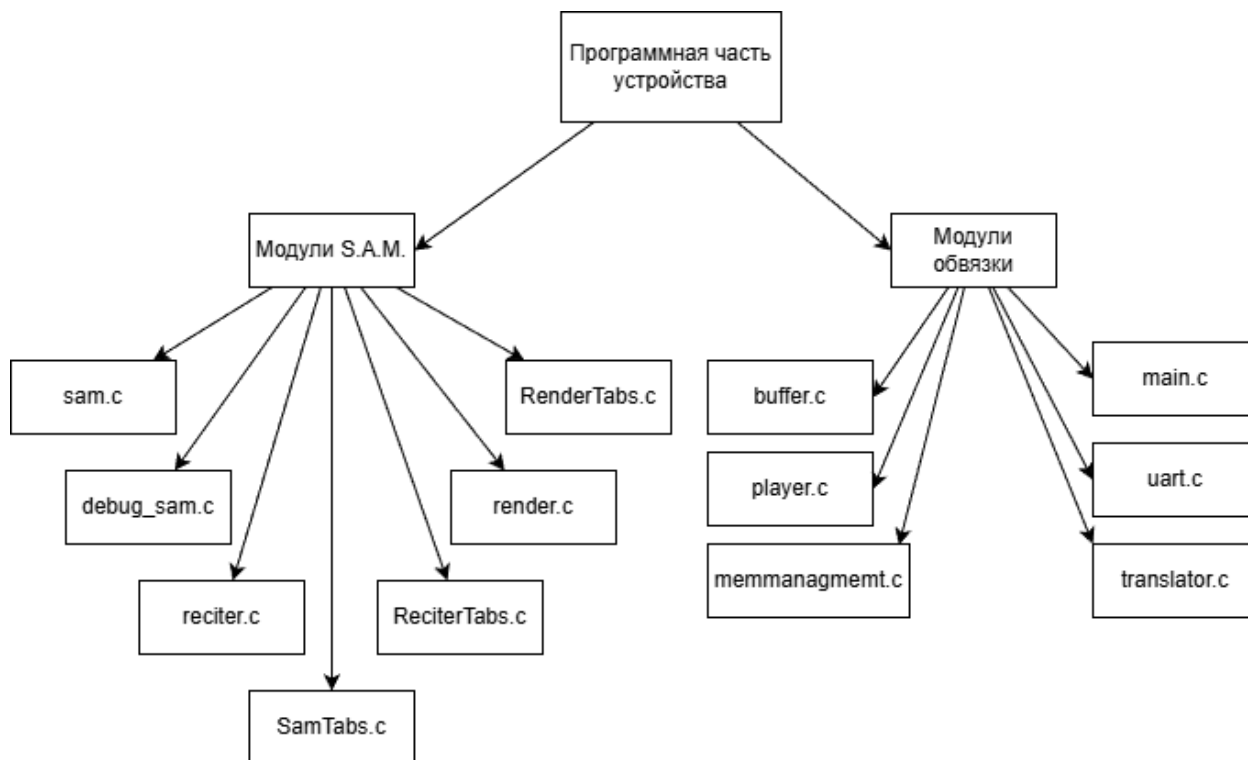 Программная часть
устройства
Модули S.A.M.
Модули
обвязки
sam.c
debug_sam.c
reciter.c
SamTabs.c
ReciterTabs.c
render.c
RenderTabs.c
buffer.c
player.c
memmanagmemt.c
main.c
uart.c
translator.c